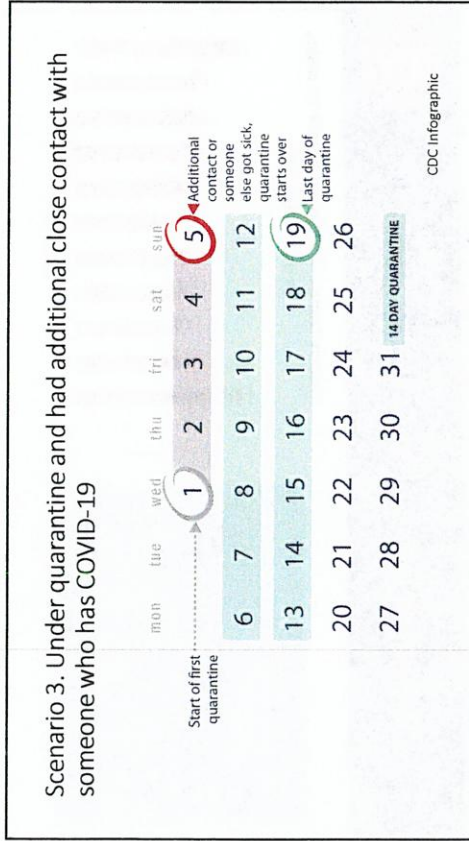 Scenario 3. Under quarantine and had additional close contact with
someone who has COVID-19
mon tue wed thu fri sat sun
Start of first
quarantine
1 2 3 4 5
Additional
contact or
someone
else got sick,
quarantine
starts over
6 7 8 9 10 11 12
13 14 15 16 17 18 19
Last day of
quarantine
20 21 22 23 24 25 26
27 28 29 30 31 14 DAY QUARANTINE
CDC Infographic